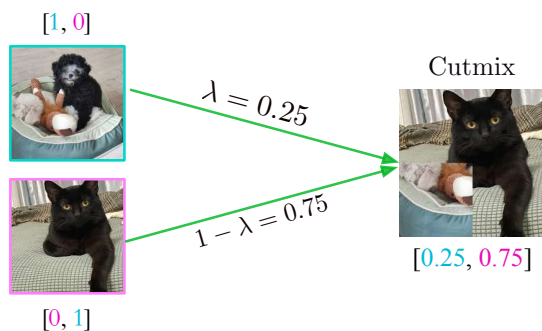 [1, 0]
λ = 0.25
Cutmix
1 − λ = 0.75
[0.25, 0.75]
[0, 1]